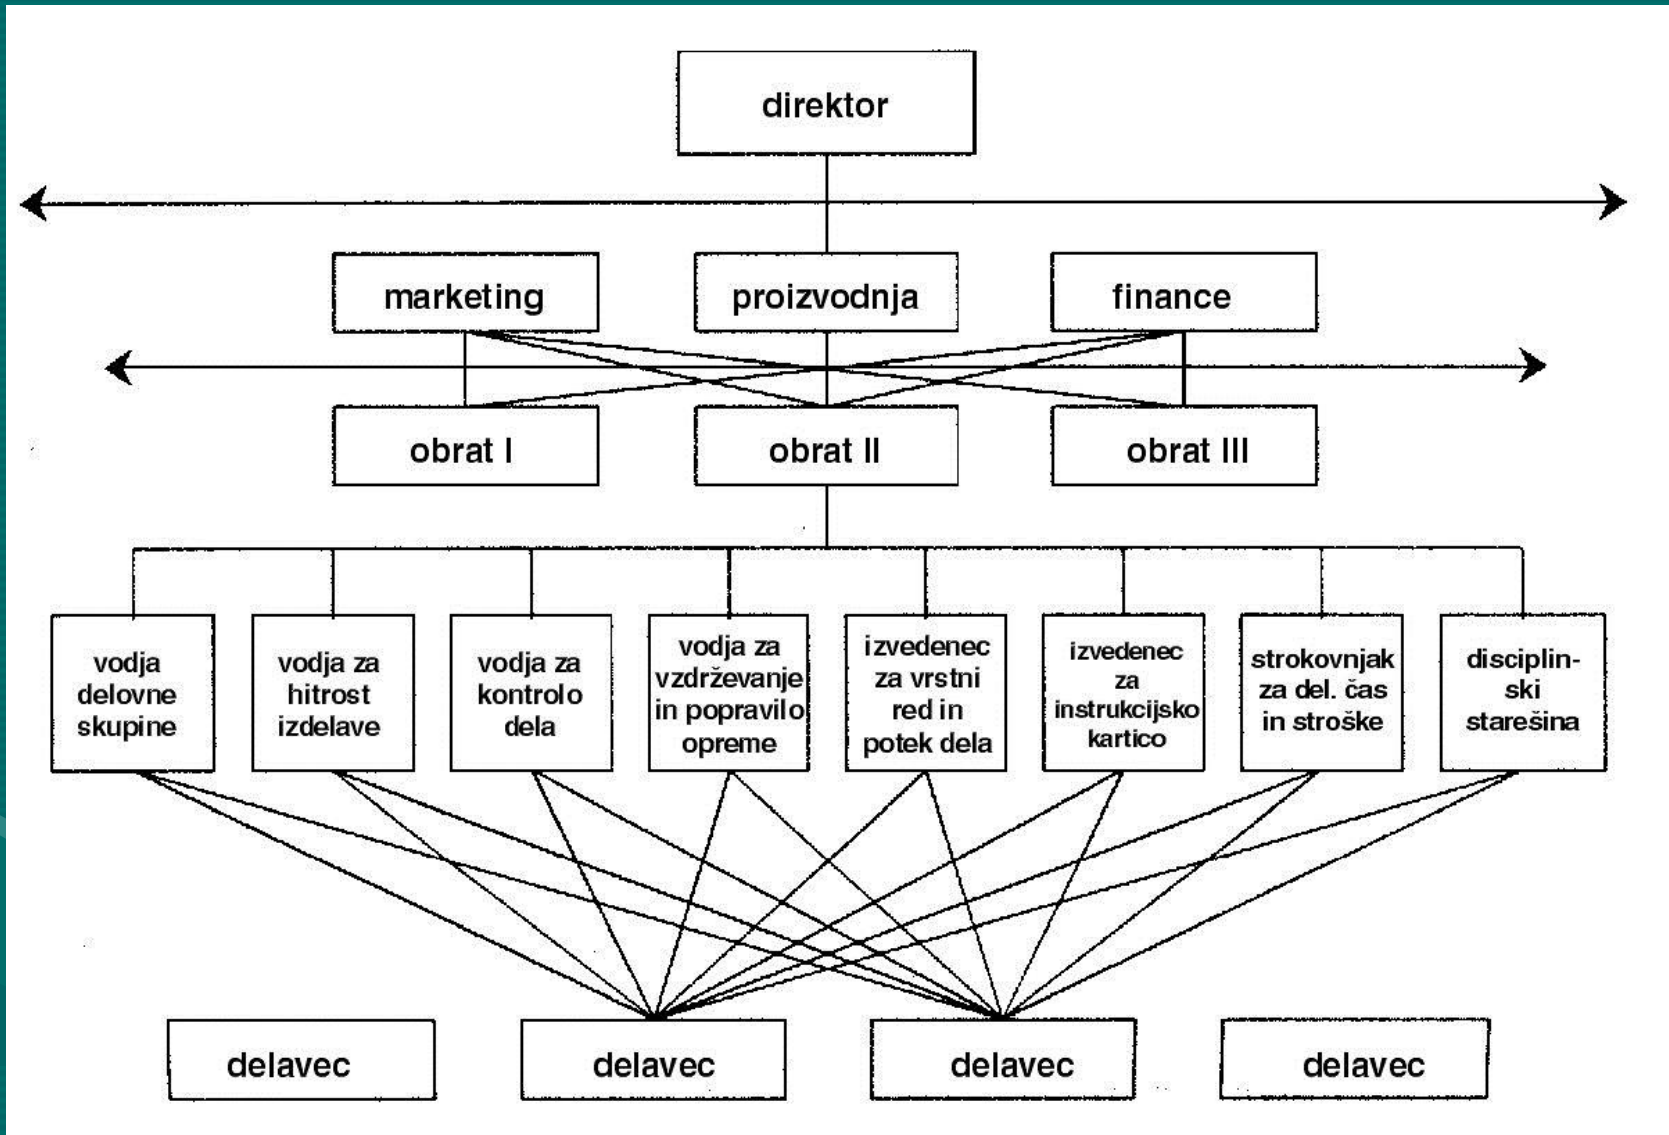 direktor
marketing
proizvodnja
finance
obrat I
obrat II
obrat III
vodja
delovne
skupine
vodja za
hitrost
izdelave
vodja za
kontrolo
dela
vodja za
vzdrževanje
in popravilo
opreme
izvedenec
za vrstni
red in
potek dela
izvedenec
za
instrukcijsko
kartico
strokovnjak
za del. čas
in stroške
disciplin-
ski
starešina
delavec
delavec
delavec
delavec